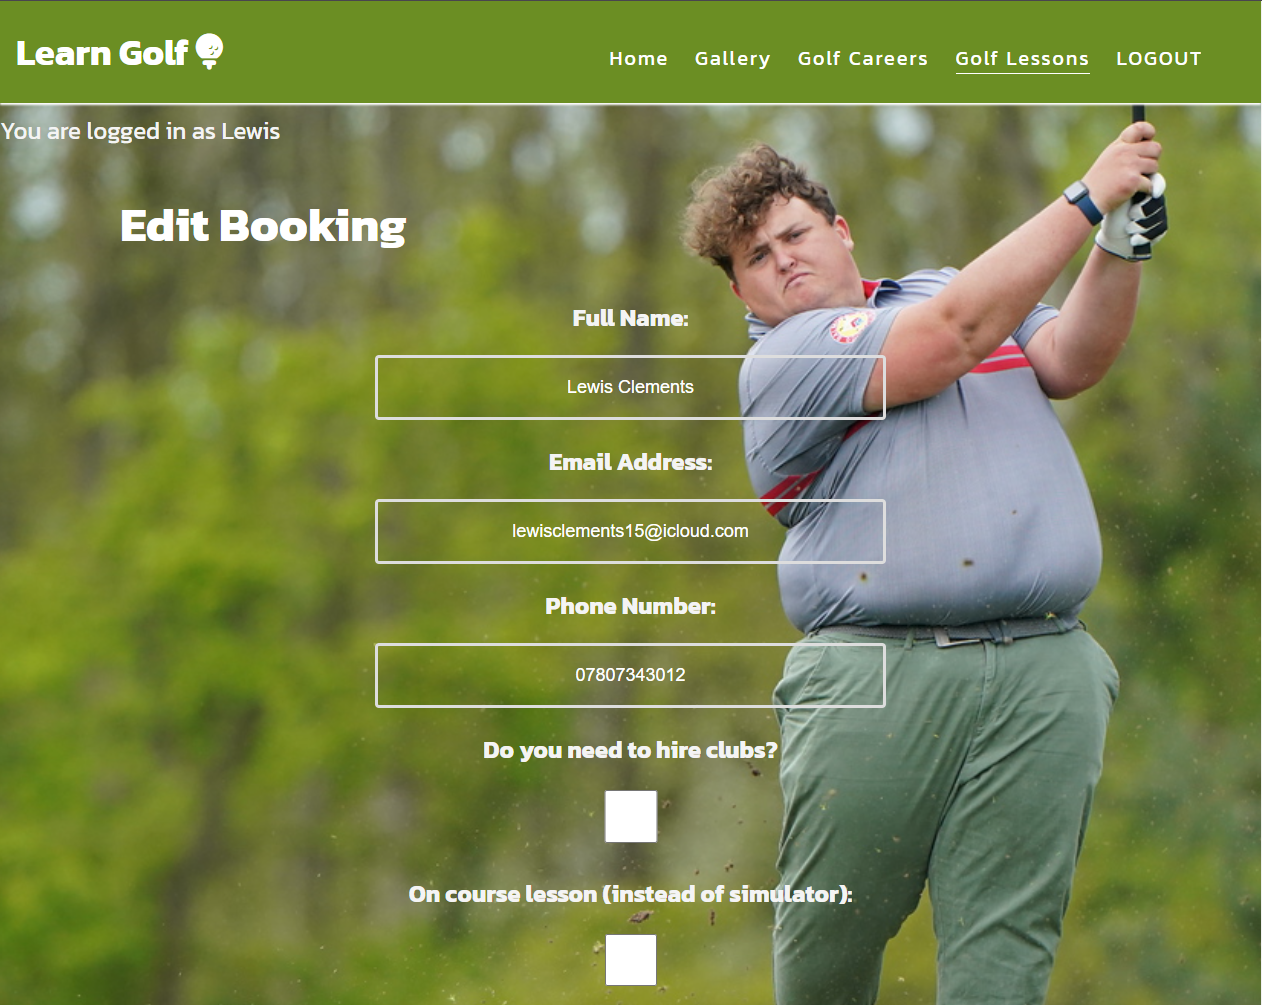 Learn Golf
Home Gallery Golf Careers Golf Lessons LOGOUT
You are logged in as Lewis
Edit Booking
Full Name:
Lewis Clements
Email Address:
lewisclements15@icloud.com
Phone Number:
07807343012
Do you need to hire clubs?
On course lesson (instead of simulator):